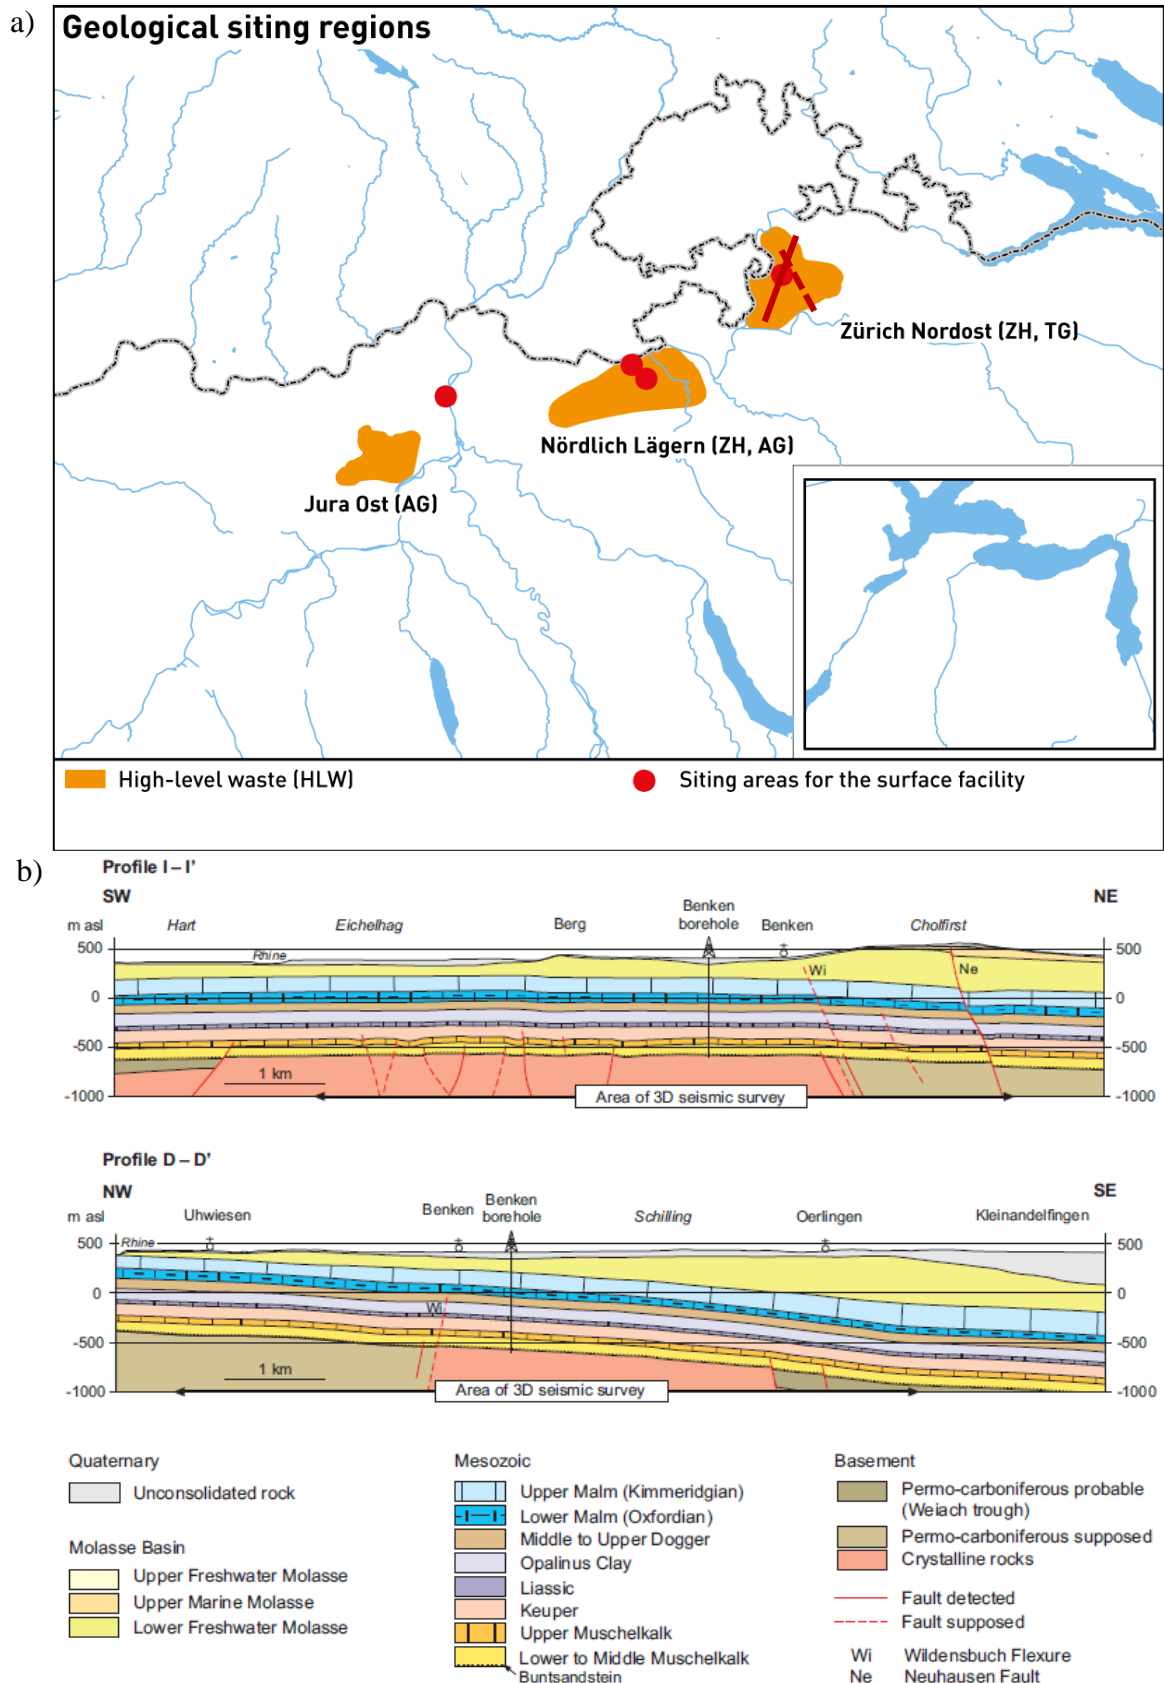 a)
Geological siting regions
Zürich Nordost (ZH, TG)
Nördlich Lägern (ZH, AG)
Jura Ost (AG)
High-level waste (HLW)
Siting areas for the surface facility
b)
Profile I – I’
SW
NE
m asl
Hart
Eichelhag
Berg
Benken
borehole
Benken
Cholfirst
500
0
-500
-1000
Rhine
Wi
Ne
500
0
-500
-1000
1 km
Area of 3D seismic survey
Profile D – D’
NW
SE
m asl
Uhwiesen
Benken
Benken
borehole
Schilling
Oerlingen
Kleinandelfingen
500
0
-500
-1000
Rhine
Wi
500
0
-500
-1000
1 km
Area of 3D seismic survey
Quaternary
Unconsolidated rock
Molasse Basin
Upper Freshwater Molasse
Upper Marine Molasse
Lower Freshwater Molasse
Mesozoic
Upper Malm (Kimmeridgian)
Lower Malm (Oxfordian)
Middle to Upper Dogger
Opalinus Clay
Liassic
Keuper
Upper Muschelkalk
Lower to Middle Muschelkalk
Buntsandstein
Basement
Permo-carboniferous probable
(Weiach trough)
Permo-carboniferous supposed
Crystalline rocks
Fault detected
Fault supposed
Wi Wildensbuch Flexure
Ne Neuhausen Fault